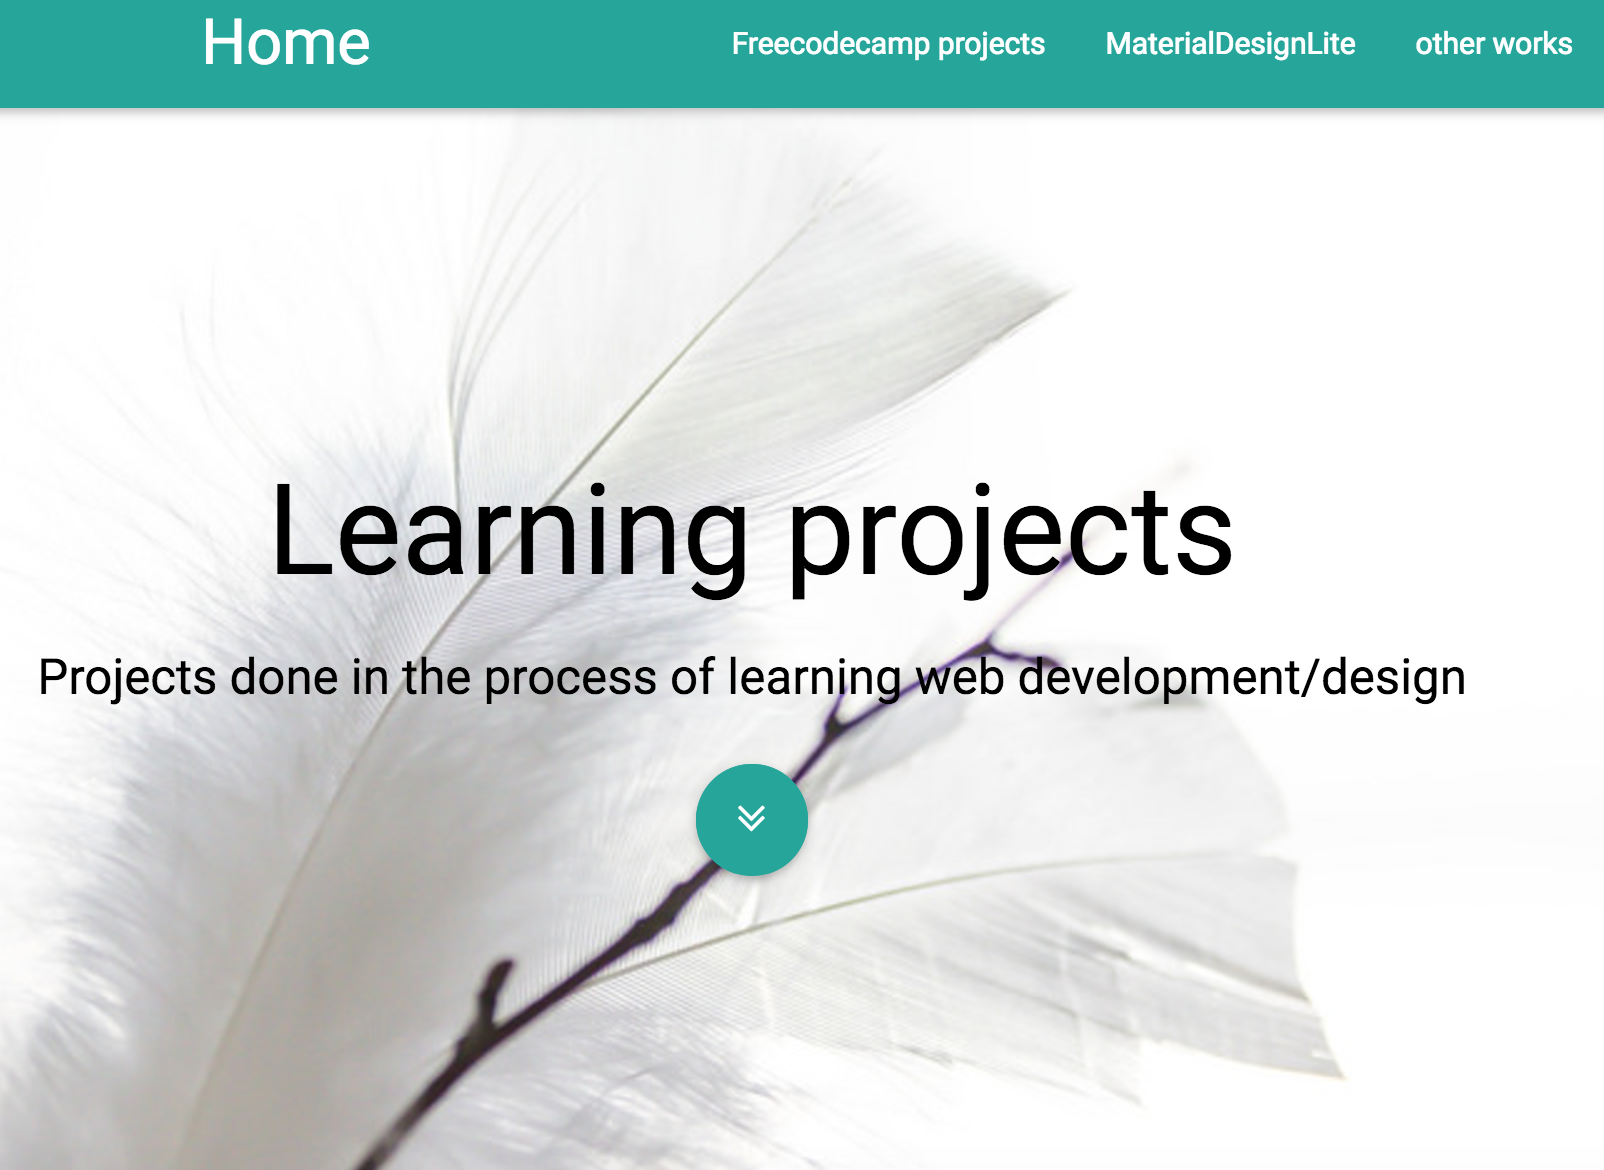 Home
Freecodecamp projects
MaterialDesignLite
other works
Learning projects
Projects done in the process of learning web development/design